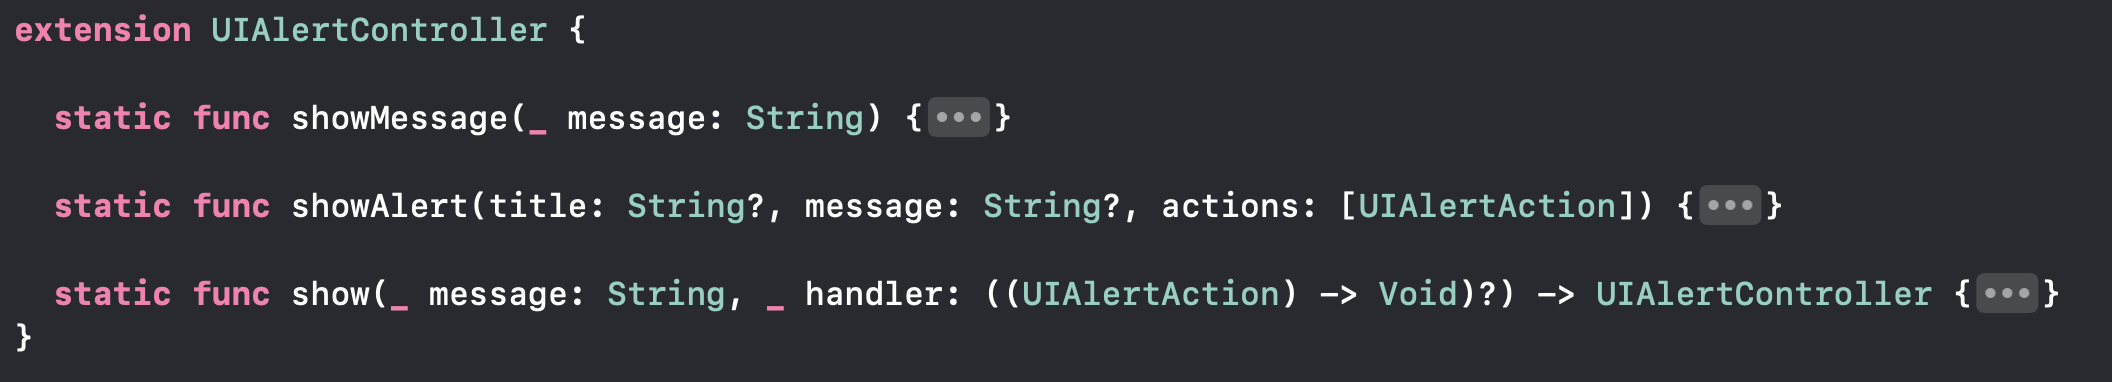 extension UIAlertController {
static func showMessage(_ message: String) {•••}
static func showAlert(title: String?, message: String?, actions: [UIAlertAction]) {•••}
static func show(_ message: String, _ handler: ((UIAlertAction) -> Void)?) -> UIAlertController {•••}
}